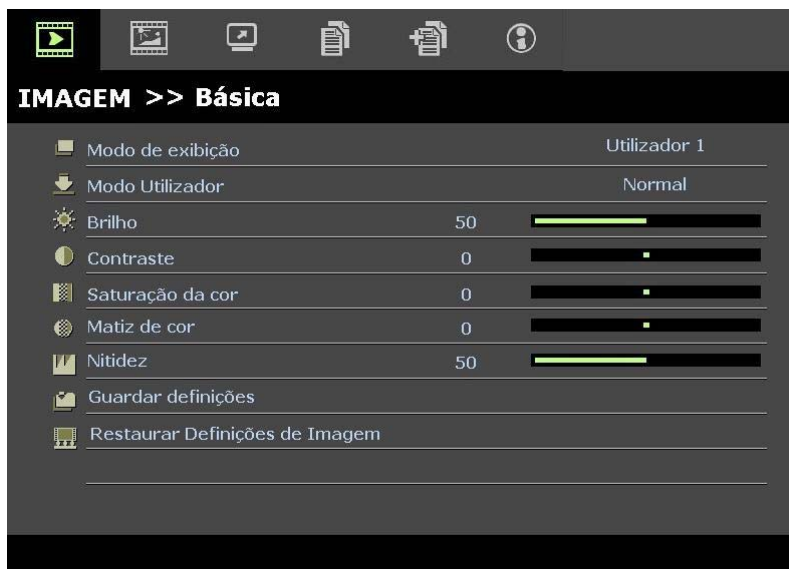 IMAGEM >> Básica
Modo de exibição Utilizador 1
Modo Utilizador Normal
Brilho 50
Contraste 0
Saturação da cor 0
Matiz de cor 0
Nitidez 50
Guardar definições
Restaurar Definições de Imagem